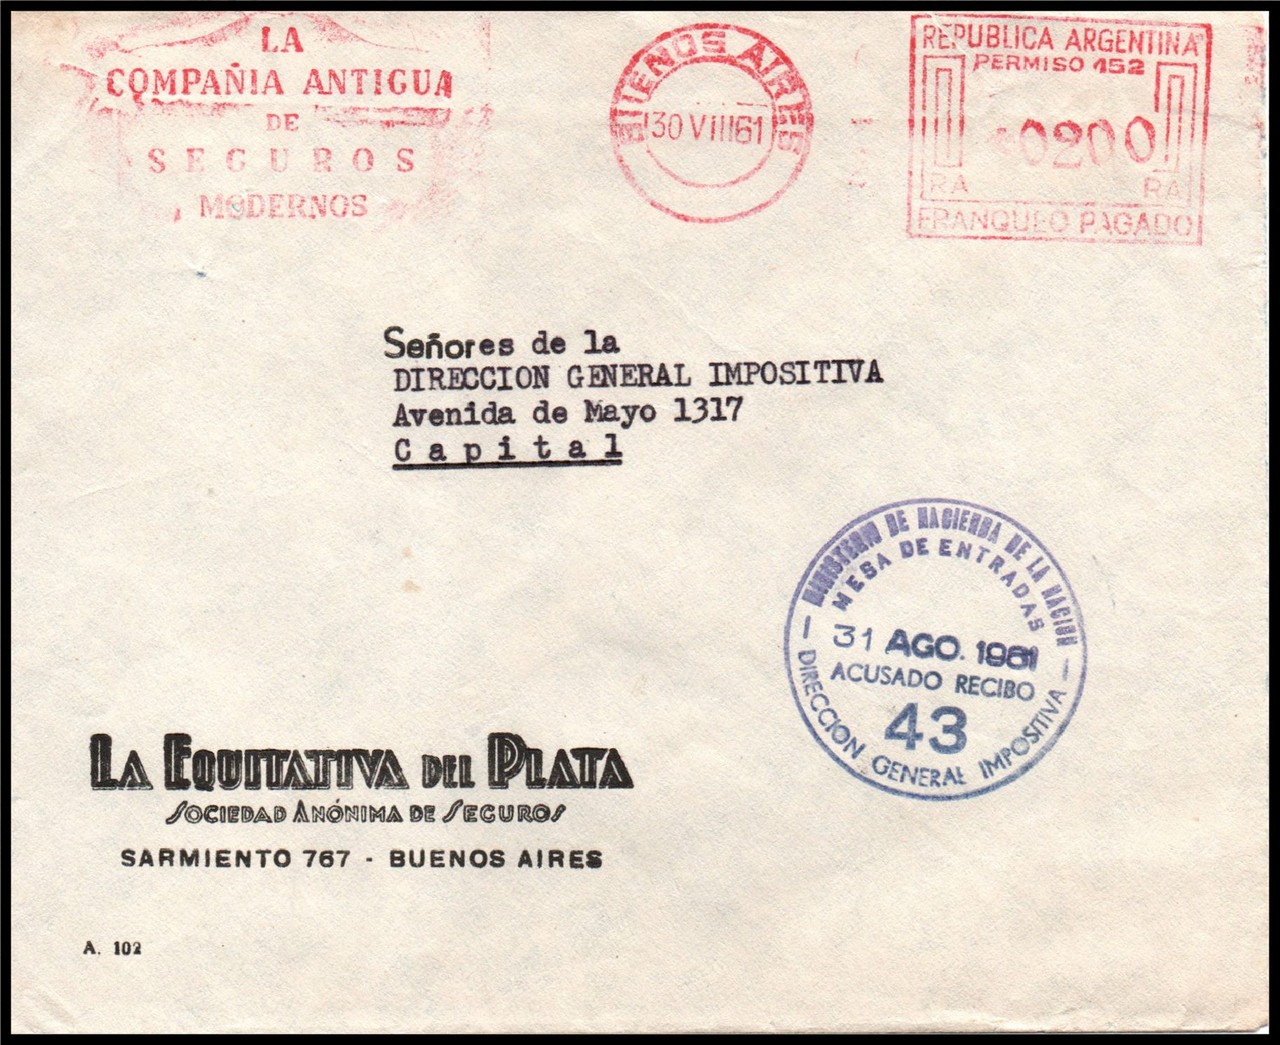 LA
COMPAÑIA ANTIGUA
DE
SEGUROS
MODERNOS
BUENOS AIRES
30 VIII 61
REPUBLICA ARGENTINA
PERMISO 152
0200
RA RA
FRANQUEO PAGADO
Señores de la
DIRECCION GENERAL IMPOSITIVA
Avenida de Mayo 1317
Capital
MINISTERIO DE HACIENDA DE LA NACION
MESA DE ENTRADAS
31 AGO. 1961
ACUSADO RECIBO
43
DIRECCION GENERAL IMPOSITIVA
LA EQUITATIVA DEL PLATA
SOCIEDAD ANÓNIMA DE SEGUROS
SARMIENTO 767 - BUENOS AIRES
A. 102